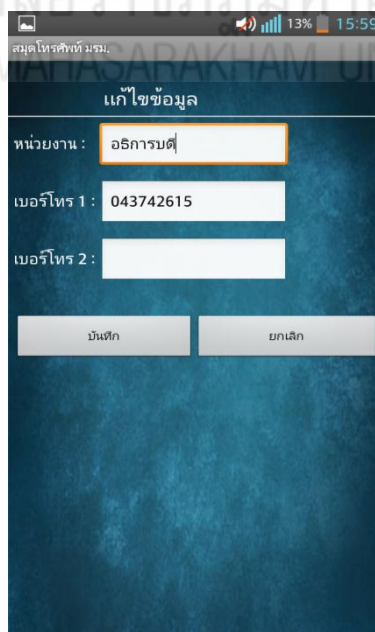 13% 15:59
สมุดโทรศัพท์ มรม.
MAHASARAKHAM UN
แก้ไขข้อมูล
หน่วยงาน : อธิการบดี
เบอร์โทร 1 : 043742615
เบอร์โทร 2 :
บันทึก ยกเลิก